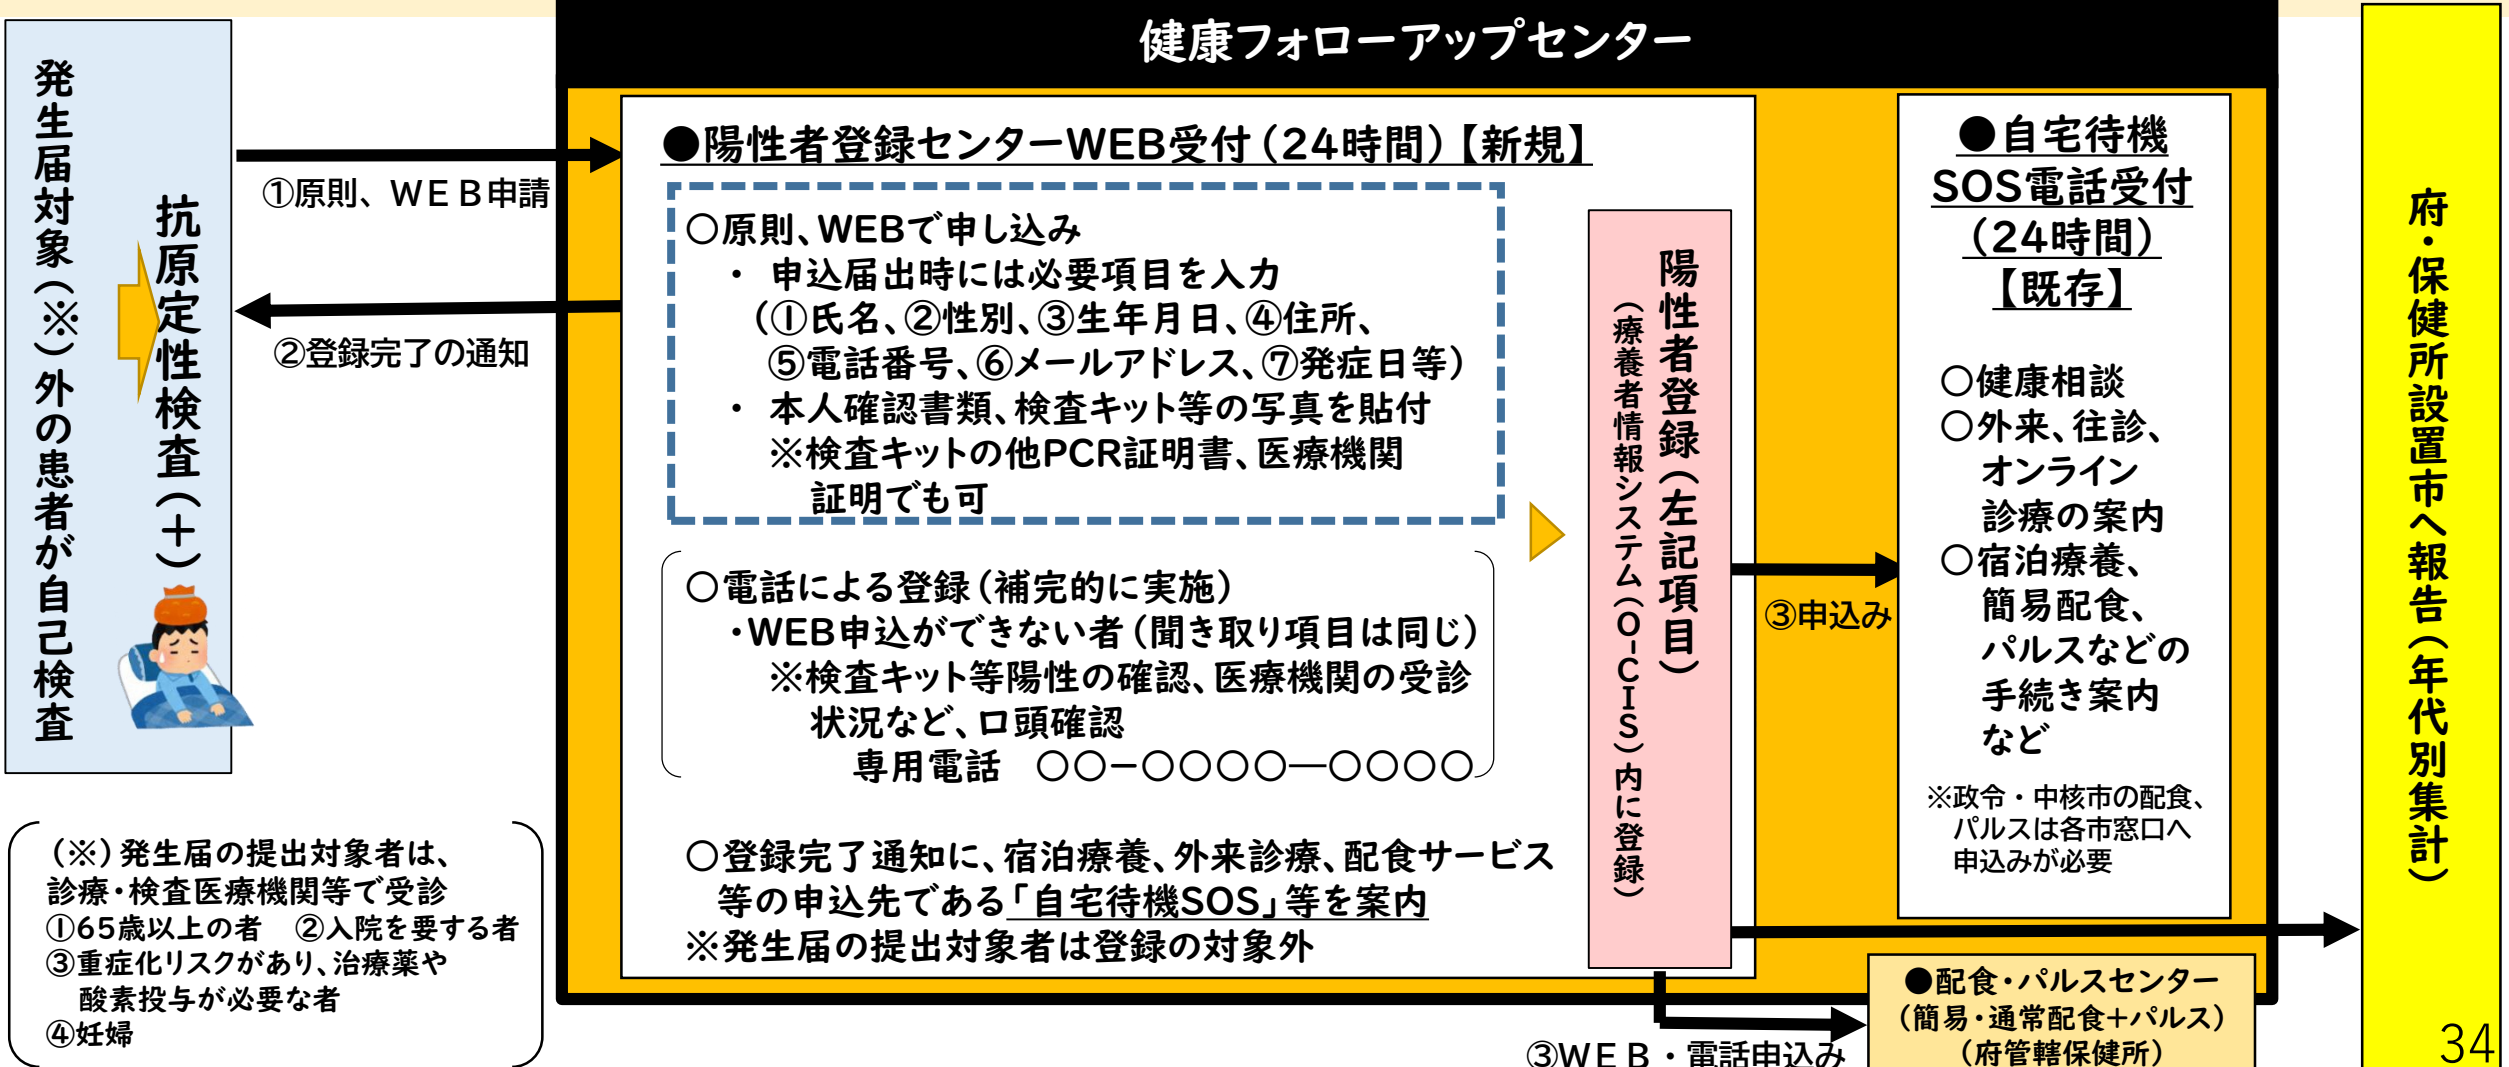 健康フォローアップセンター
発生届対象（※）外の患者が自己検査
抗原定性検査（＋）
①原則、ＷＥＢ申請
②登録完了の通知
（※）発生届の提出対象者は、
診療・検査医療機関等で受診
①65歳以上の者　②入院を要する者
③重症化リスクがあり、治療薬や
酸素投与が必要な者
④妊婦
●陽性者登録センターWEB受付（24時間）【新規】
○原則、WEBで申し込み
・ 申込届出時には必要項目を入力
（①氏名、②性別、③生年月日、④住所、
⑤電話番号、⑥メールアドレス、⑦発症日等）
・ 本人確認書類、検査キット等の写真を貼付
※検査キットの他PCR証明書、医療機関
証明でも可
○電話による登録（補完的に実施）
・WEB申込ができない者（聞き取り項目は同じ）
※検査キット等陽性の確認、医療機関の受診
状況など、口頭確認
専用電話　○○－○○○○―○○○○
○登録完了通知に、宿泊療養、外来診療、配食サービス
等の申込先である「自宅待機SOS」等を案内
※発生届の提出対象者は登録の対象外
陽性者登録（左記項目）
（療養者情報システム（O-CIS）内に登録）
③申込み
●自宅待機
SOS電話受付
（24時間）
【既存】
○健康相談
○外来、往診、
オンライン
診療の案内
○宿泊療養、
簡易配食、
パルスなどの
手続き案内
など
※政令・中核市の配食、
パルスは各市窓口へ
申込みが必要
③ＷＥＢ・電話申込み
●配食・パルスセンター
（簡易・通常配食＋パルス）
（府管轄保健所）
府・保健所設置市へ報告（年代別集計）
34